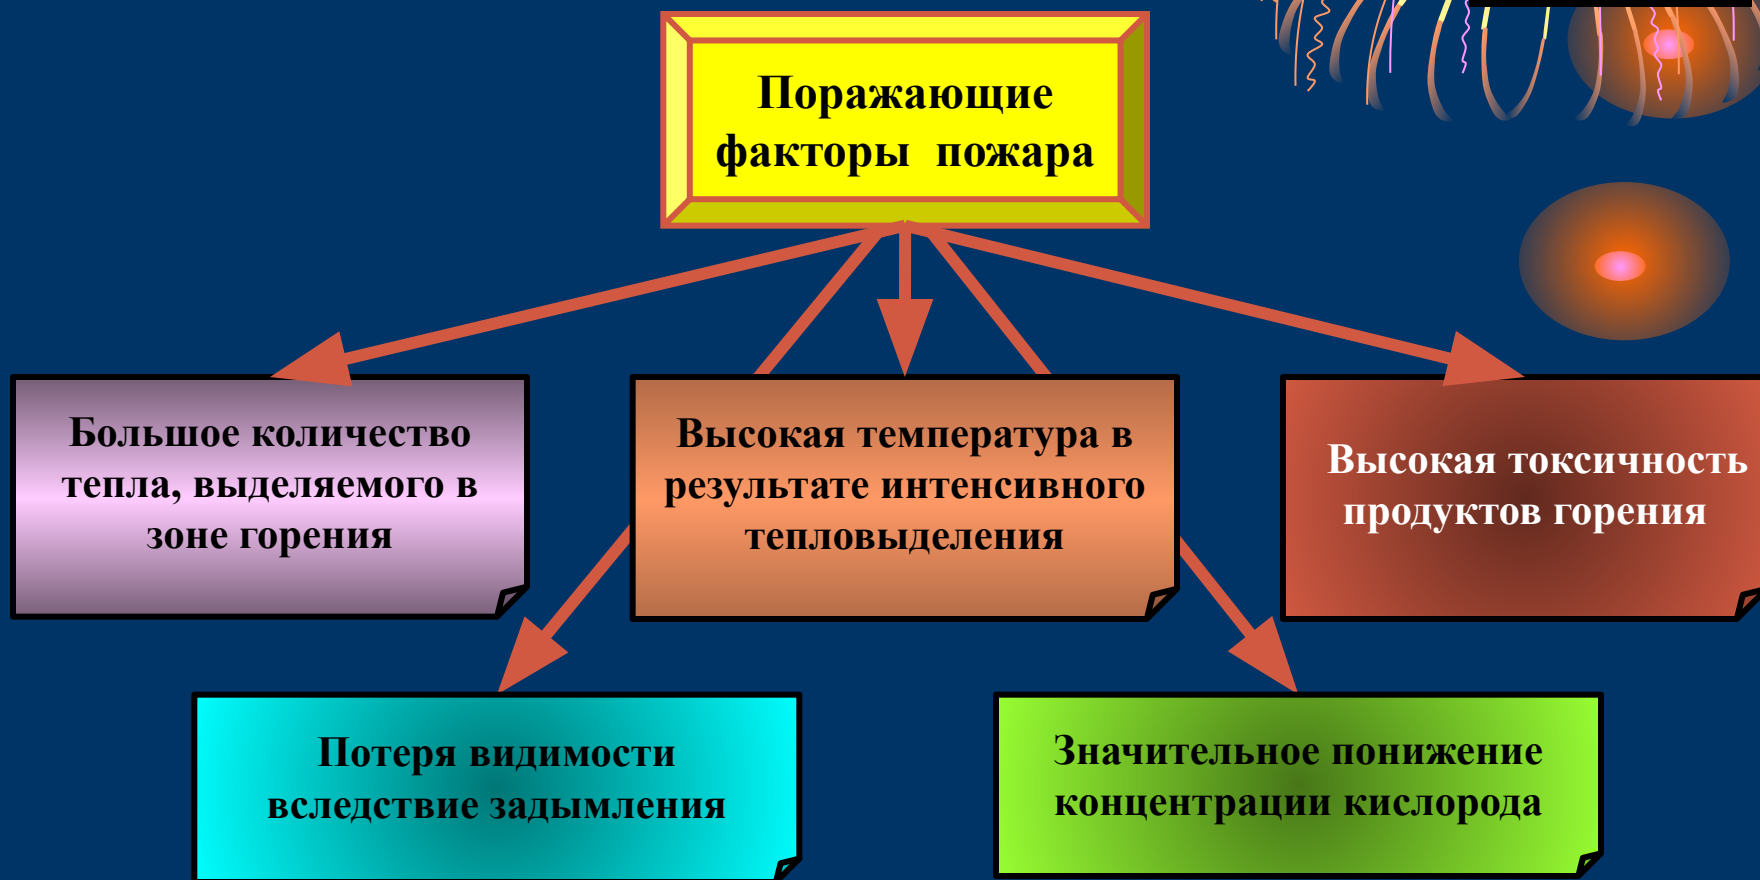 Поражающие
факторы пожара
Большое количество
тепла, выделяемого в
зоне горения
Высокая температура в
результате интенсивного
тепловыделения
Высокая токсичность
продуктов горения
Потеря видимости
вследствие задымления
Значительное понижение
концентрации кислорода